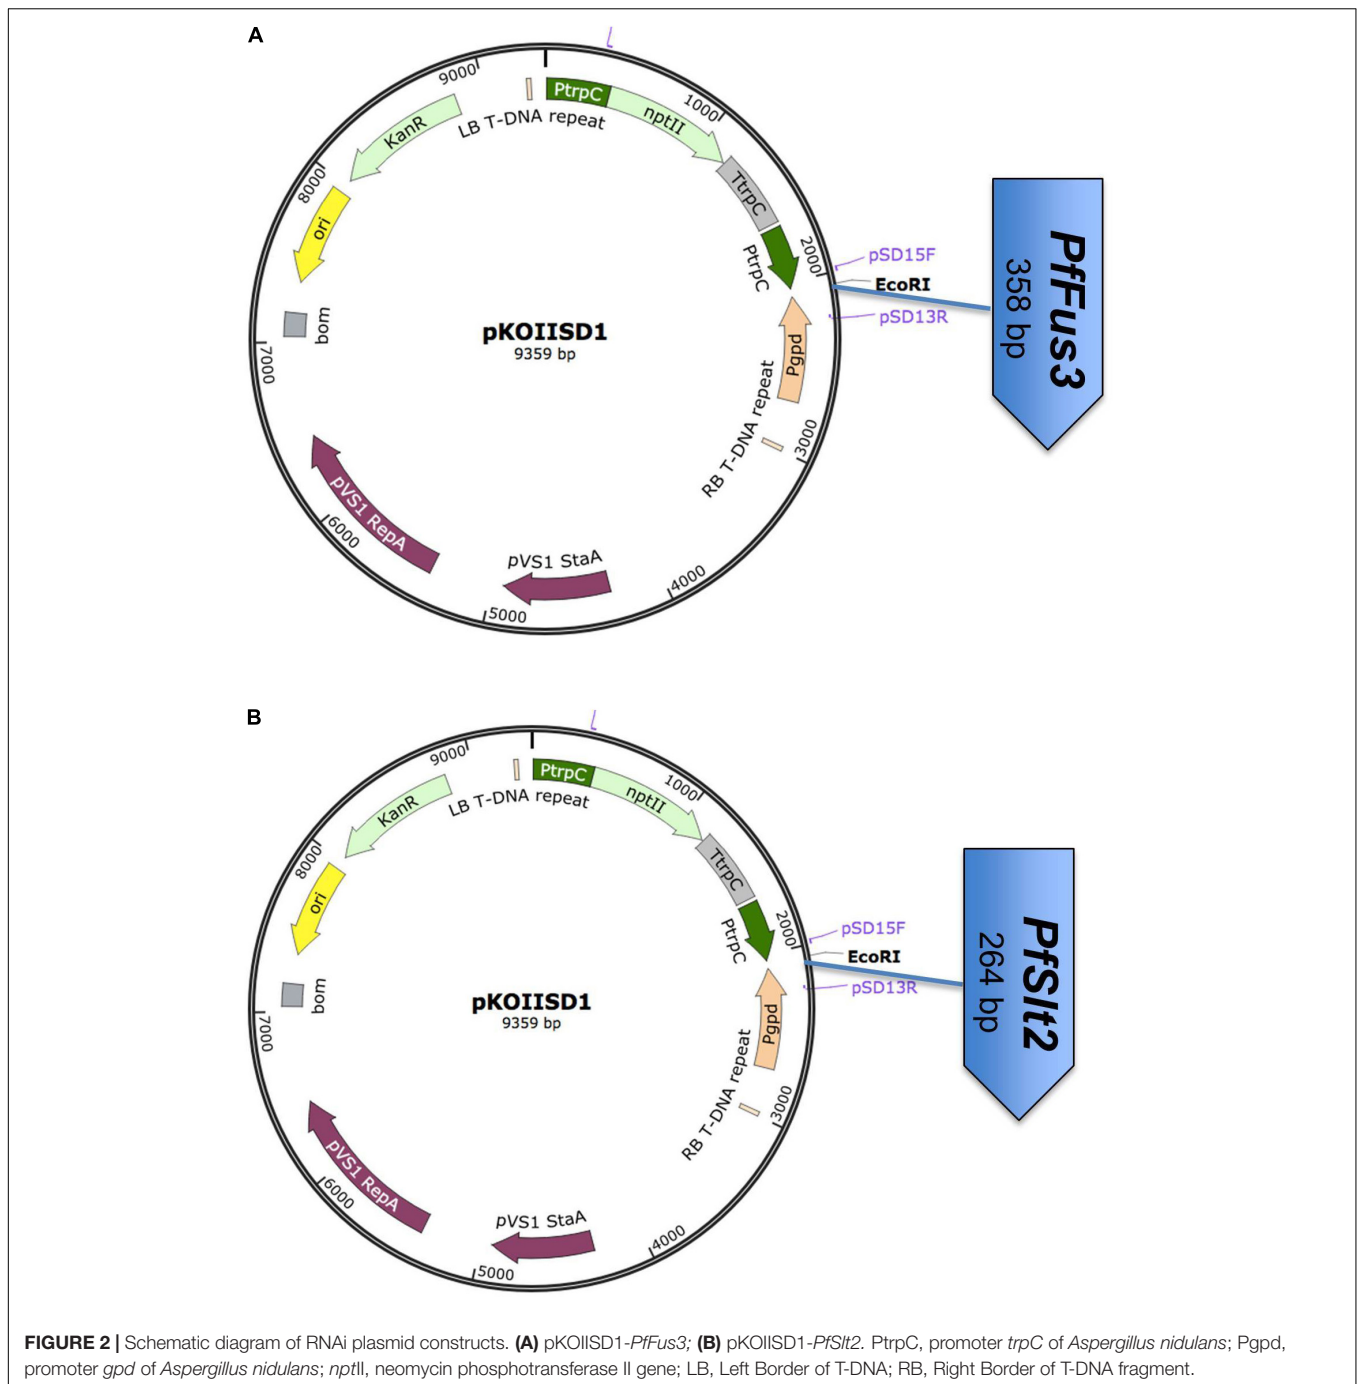 A
9000
PtrpC
nptII
1000
LB T-DNA repeat
KanR
8000
TtrpC
ori
PtrpC
2000
pSD15F
EcoRI
pSD13R
PfFus3
358 bp
bom
7000
pKOIISD1
9359 bp
Pgpd
RB T-DNA repeat
3000
pVS1 RepA
6000
pVS1 StaA
5000
4000
B
9000
PtrpC
nptII
1000
LB T-DNA repeat
KanR
8000
TtrpC
ori
PtrpC
2000
pSD15F
EcoRI
pSD13R
PfSlt2
264 bp
bom
7000
pKOIISD1
9359 bp
Pgpd
RB T-DNA repeat
3000
pVS1 RepA
6000
pVS1 StaA
5000
4000
FIGURE 2 | Schematic diagram of RNAi plasmid constructs. (A) pKOIISD1-PfFus3; (B) pKOIISD1-PfSlt2. PtrpC, promoter trpC of Aspergillus nidulans; Pgpd,
promoter gpd of Aspergillus nidulans; nptII, neomycin phosphotransferase II gene; LB, Left Border of T-DNA; RB, Right Border of T-DNA fragment.